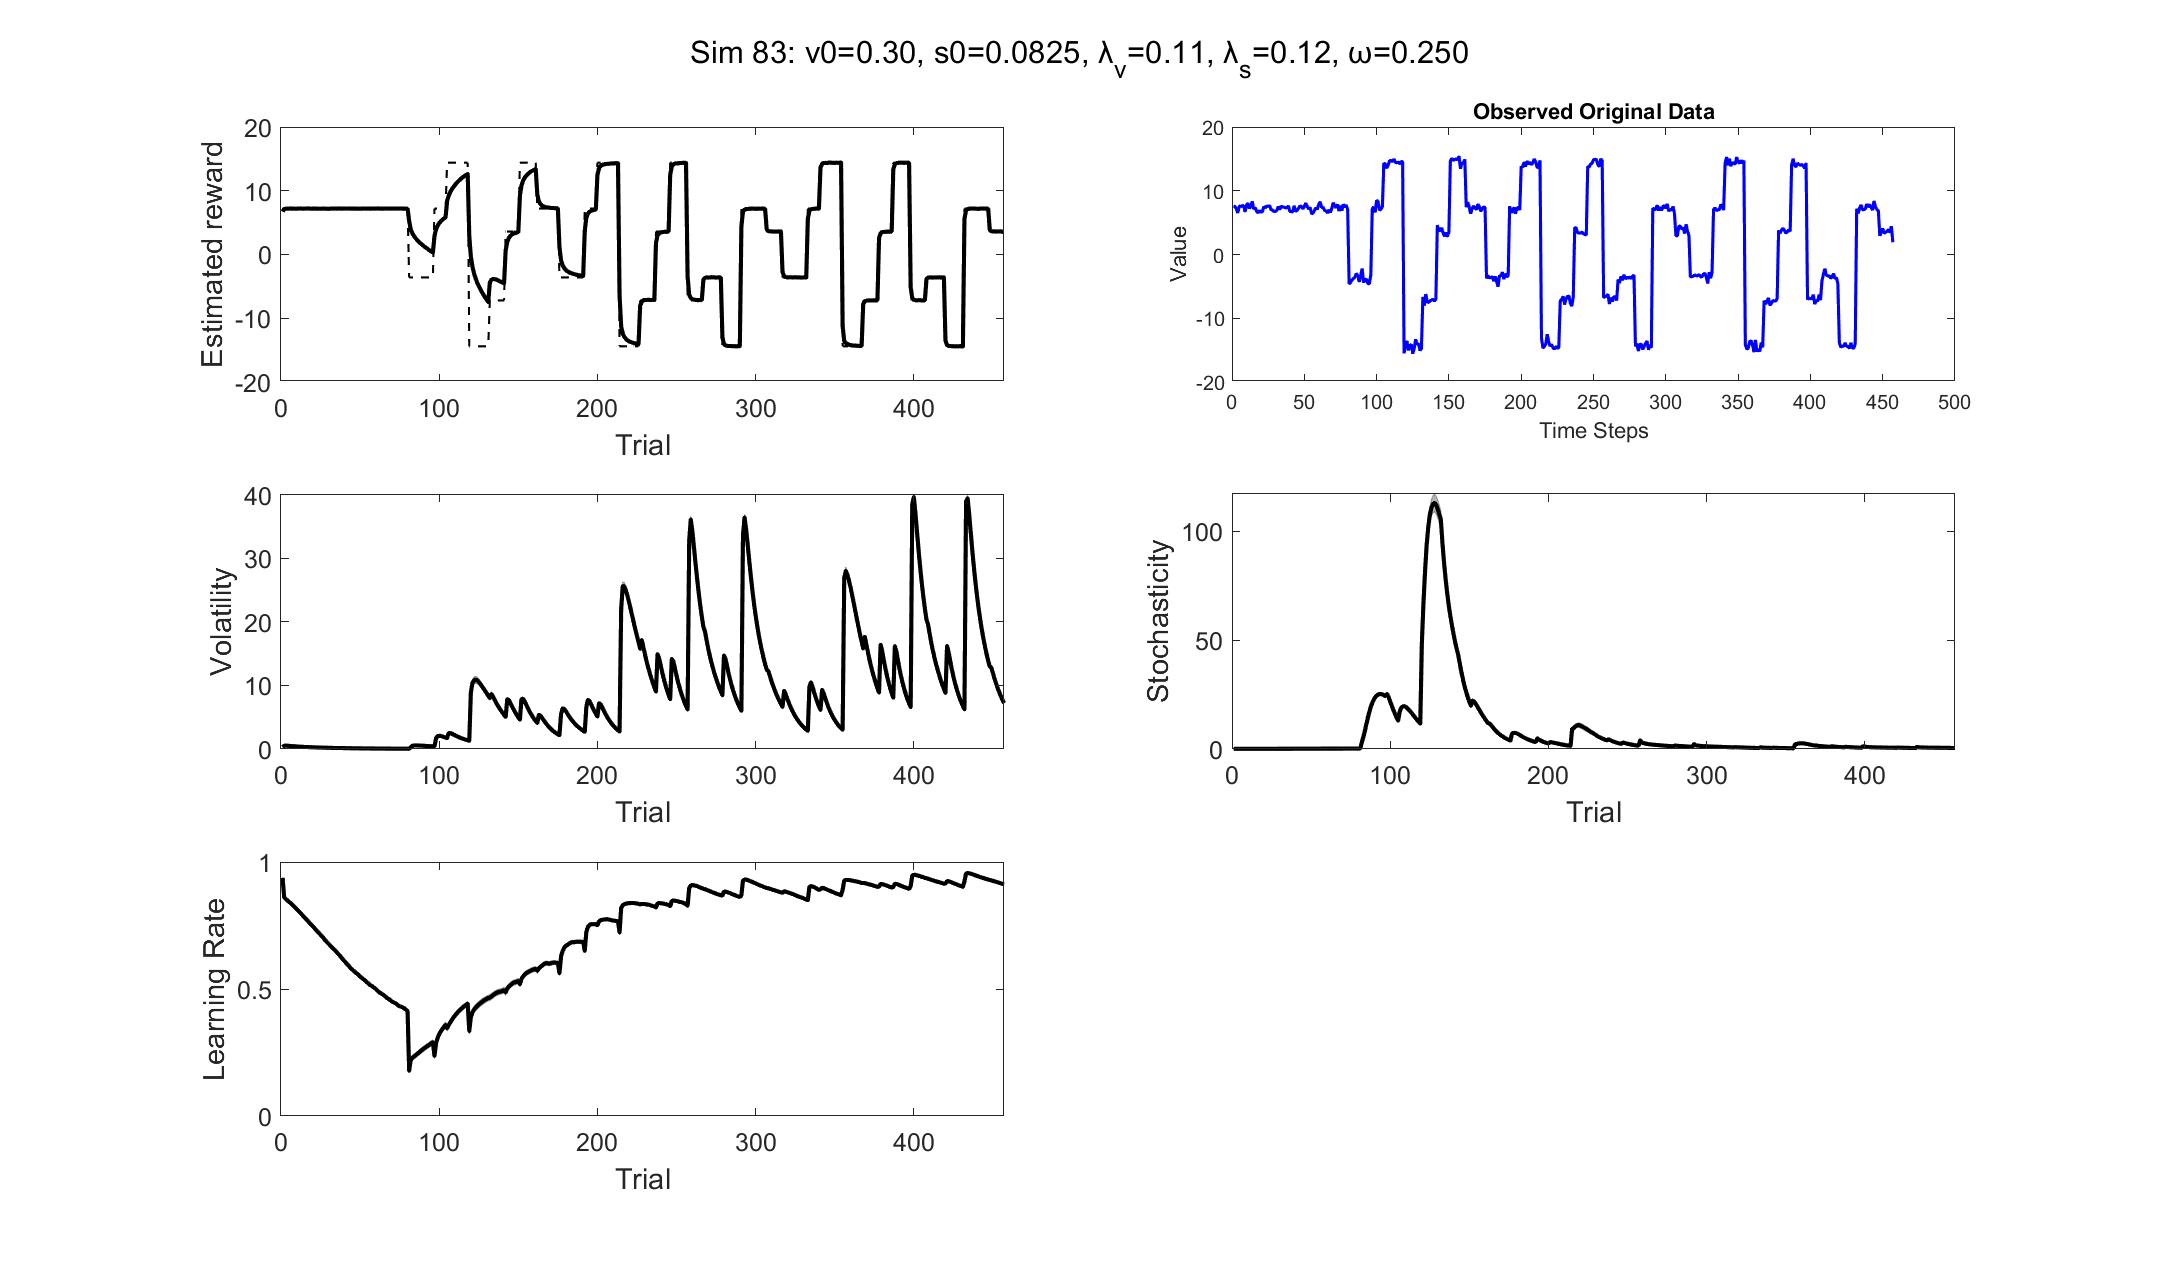 Sim 83: v0=0.30, s0=0.0825, λv=0.11, λs=0.12, ω=0.250
Estimated reward
20
10
0
-10
-20
0 100 200 300 400
Trial
Observed Original Data
Value
20
10
0
-10
-20
0 50 100 150 200 250 300 350 400 450 500
Time Steps
Volatility
40
30
20
10
0
0 100 200 300 400
Trial
Stochasticity
100
50
0
0 100 200 300 400
Trial
Learning Rate
1
0.5
0
0 100 200 300 400
Trial